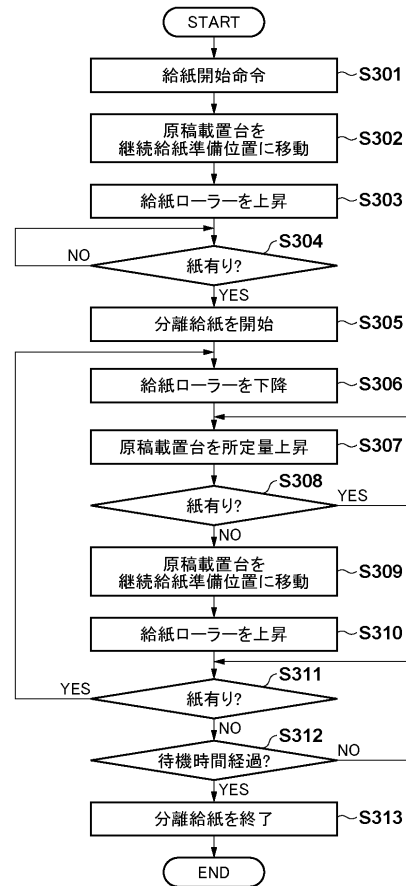 START
給紙開始命令
S301
原稿載置台を
継続給紙準備位置に移動
S302
給紙ローラーを上昇
S303
S304
NO
紙有り?
YES
分離給紙を開始
S305
給紙ローラーを下降
S306
原稿載置台を所定量上昇
S307
S308
紙有り?
YES
NO
原稿載置台を
継続給紙準備位置に移動
S309
給紙ローラーを上昇
S310
S311
YES
紙有り?
NO
S312
待機時間経過?
NO
YES
分離給紙を終了
S313
END